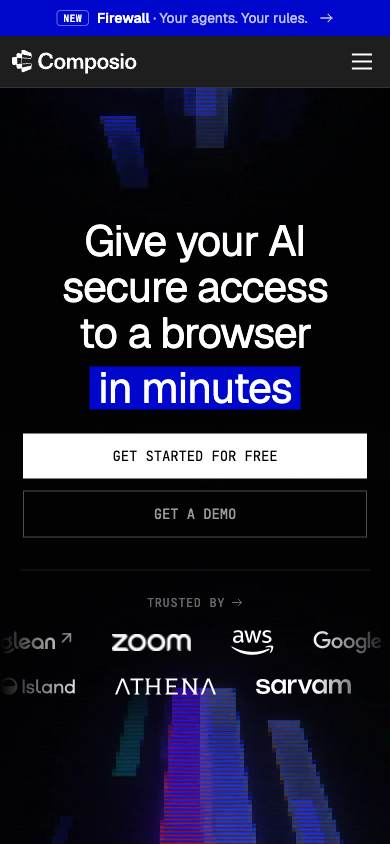 NEW Firewall · Your agents. Your rules. →
Composio
Give your AI
secure access
to a browser
in minutes
GET STARTED FOR FREE
GET A DEMO
TRUSTED BY →
glean zoom aws Google
Island ATHENA sarvam